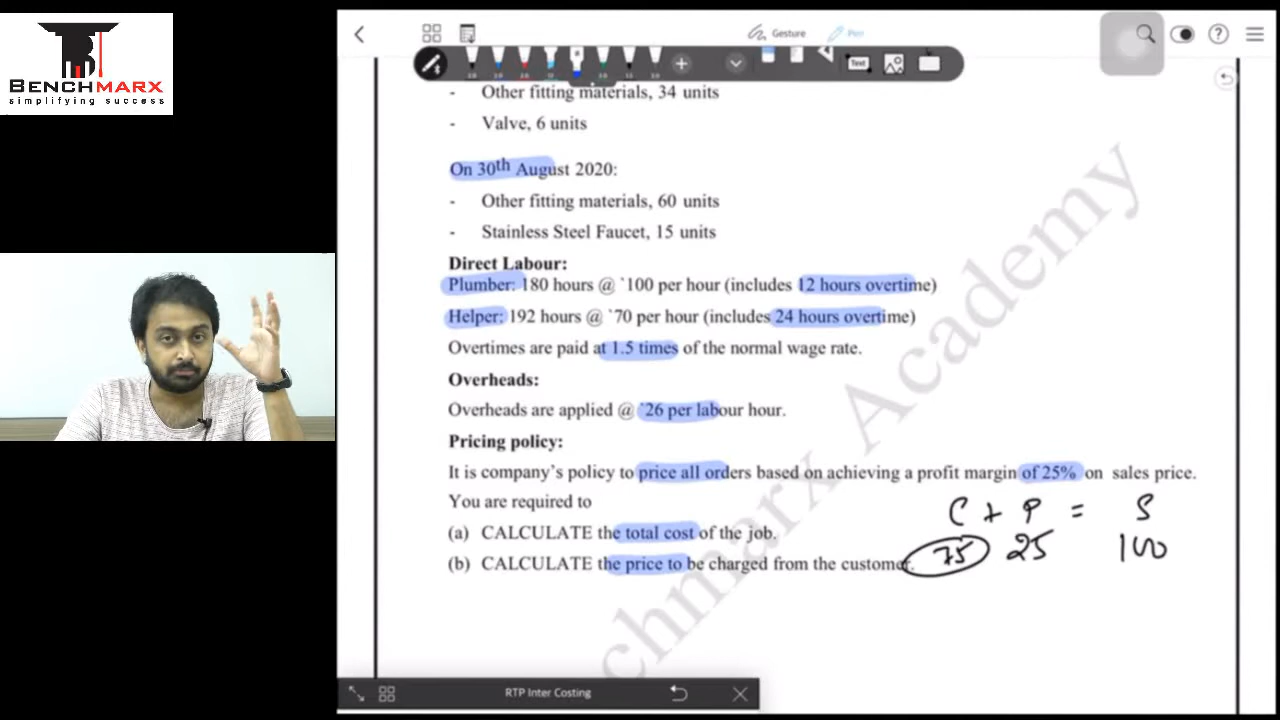 BENCHMARX
simplifying success
Gesture
Pen
Text
- Other fitting materials, 34 units
- Valve, 6 units
On 30th August 2020:
- Other fitting materials, 60 units
- Stainless Steel Faucet, 15 units
Direct Labour:
Plumber: 180 hours @ `100 per hour (includes 12 hours overtime)
Helper: 192 hours @ `70 per hour (includes 24 hours overtime)
Overtimes are paid at 1.5 times of the normal wage rate.
Overheads:
Overheads are applied @ `26 per labour hour.
Pricing policy:
It is company's policy to price all orders based on achieving a profit margin of 25% on sales price.
You are required to
C + P = S
(a) CALCULATE the total cost of the job.
75 25 100
(b) CALCULATE the price to be charged from the customer.
chmarx Academy
RTP Inter Costing